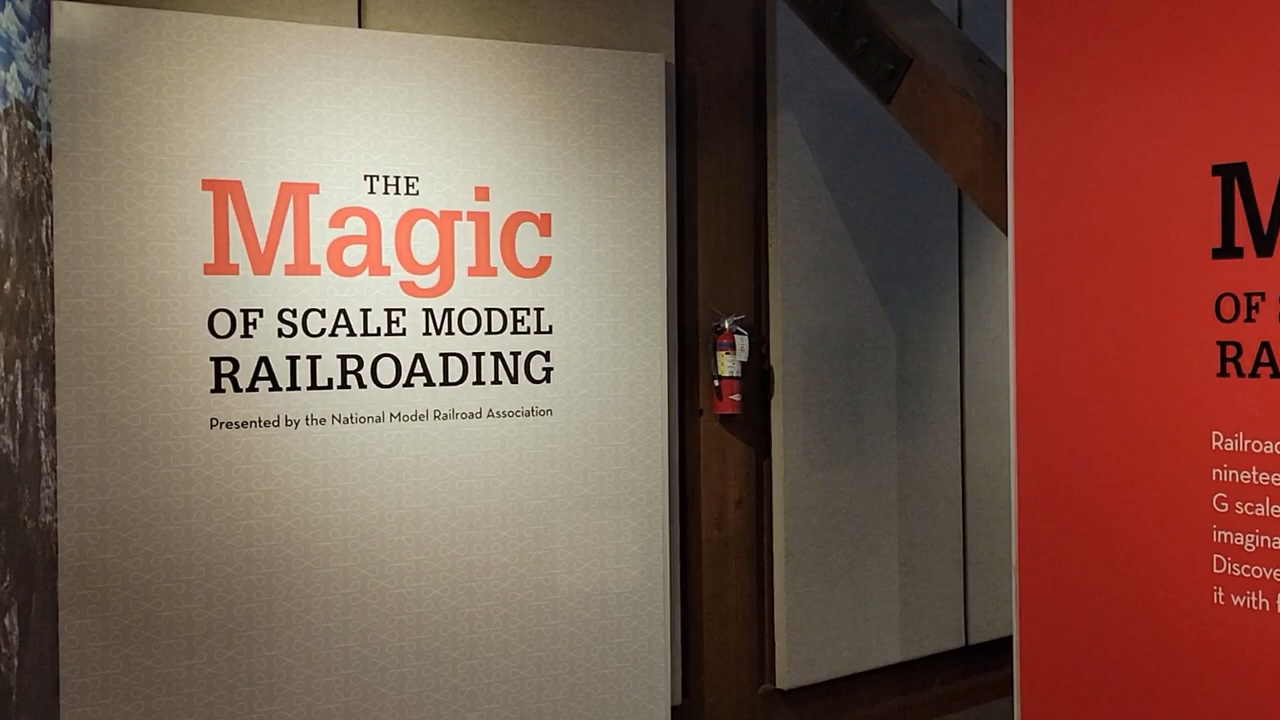 THE
Magic
OF SCALE MODEL
RAILROADING
Presented by the National Model Railroad Association
M
OF
RA
Railroad
ninetee
G scale
imagina
Discove
it with f